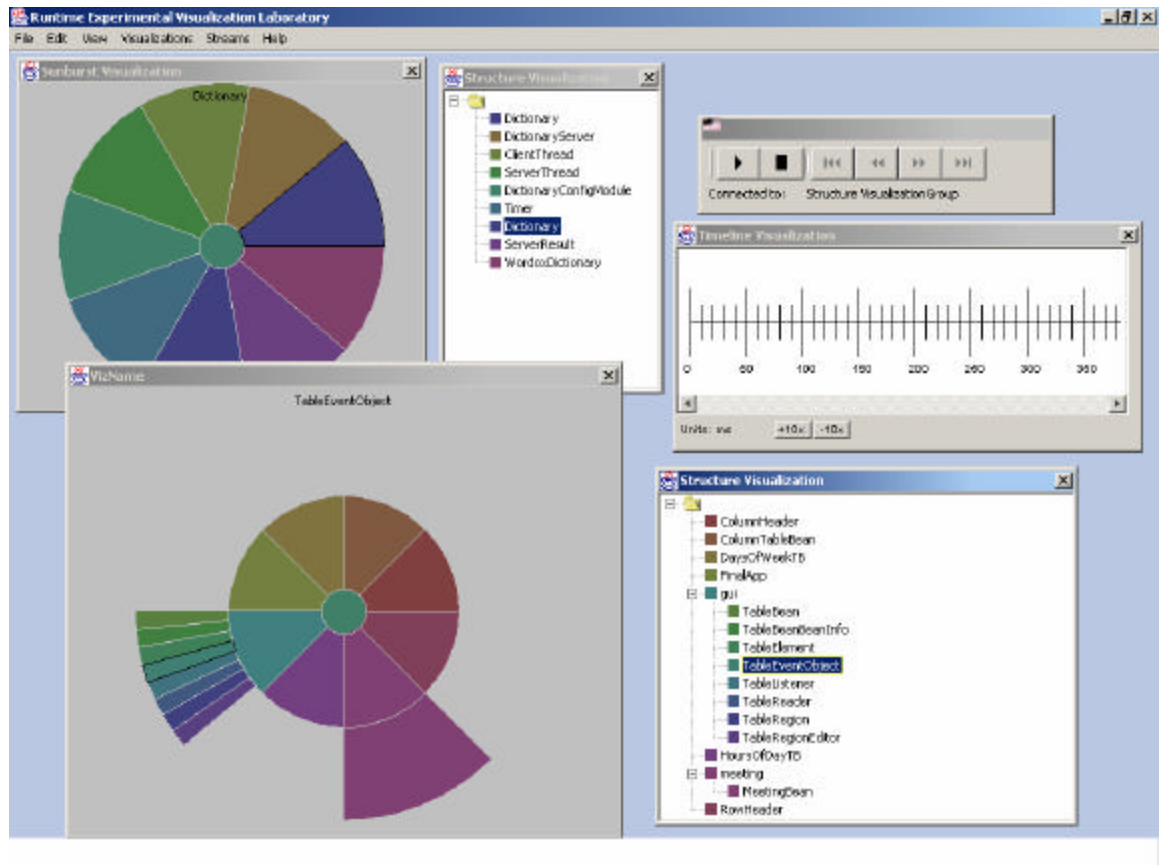 Runtime Experimental Visualization Laboratory
File Edit View Visualizations Streams Help
Sunburst Visualization
Dictionary
Structure Visualization
Dictionary
DictionaryServer
ClientThread
ServerThread
DictionaryConfigModule
Timer
Dictionary
ServerResult
WordoxDictionary
Connected to: Structure Visualization Group
Timeline Visualization
0 50 100 150 200 250 300 350
Units: ms +10x -10x
VizName
TableEventObject
Structure Visualization
ColumnHeader
ColumnTableBean
DaysOfWeekTB
FinalApp
gui
TableBean
TableBeanBeanInfo
TableElement
TableEventObject
TableListener
TableReader
TableRegion
TableRegionEditor
HoursOfDayTB
meeting
MeetingBean
RowHeader